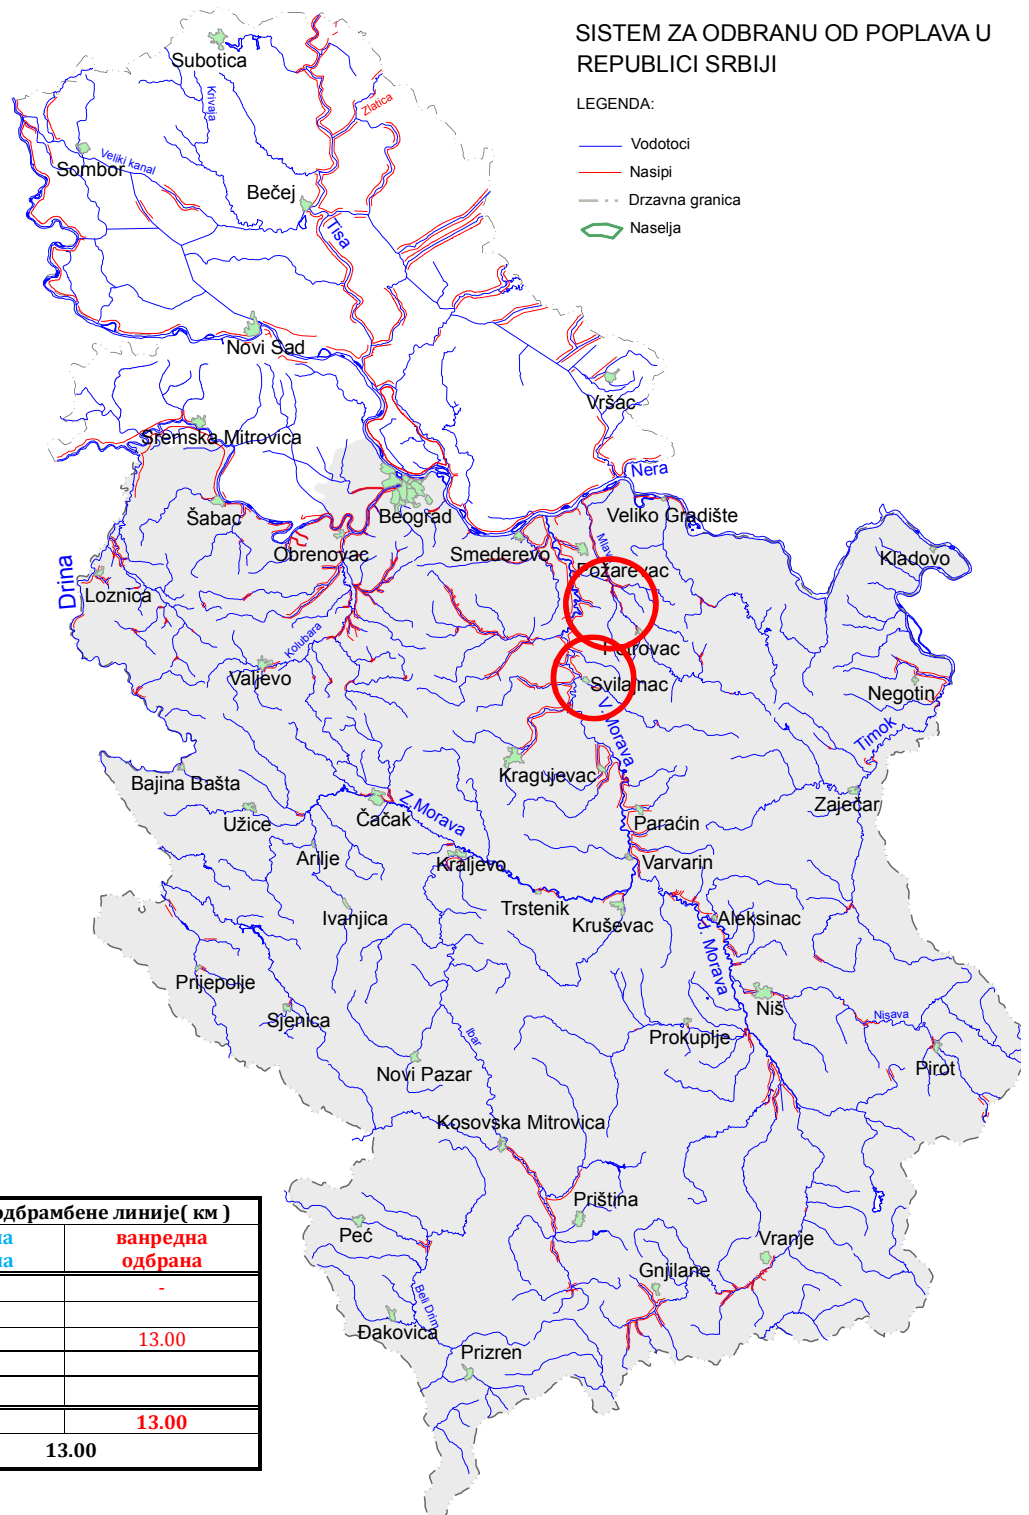 SISTEM ZA ODBRANU OD POPLAVA U
REPUBLICI SRBIJI
LEGENDA:
Vodotoci
Nasipi
Drzavna granica
Naselja
Subotica
Krivaja
Zlatica
Sombor
Veliki kanal
Bečej
Tisa
Novi Sad
Vršac
Sremska Mitrovica
Nera
Šabac
Beograd
Veliko Gradište
Obrenovac
Smederevo
Požarevac
Kladovo
Drina
Loznica
Kolubara
Petrovac
Valjevo
Svilajnac
Negotin
V. Morava
Timok
Bajina Bašta
Kragujevac
Zaječar
Užice
Čačak
Z. Morava
Paraćin
Arilje
Kraljevo
Varvarin
Ivanjica
Trstenik
Kruševac
Aleksinac
J. Morava
Prijepolje
Sjenica
Niš
Nisava
Ibar
Prokuplje
Novi Pazar
Pirot
Kosovska Mitrovica
Priština
Peć
Vranje
Gnjilane
Beli Drim
Đakovica
Prizren
одбрамбене линије( км )
ванредна
одбрана
-
13.00
13.00
13.00